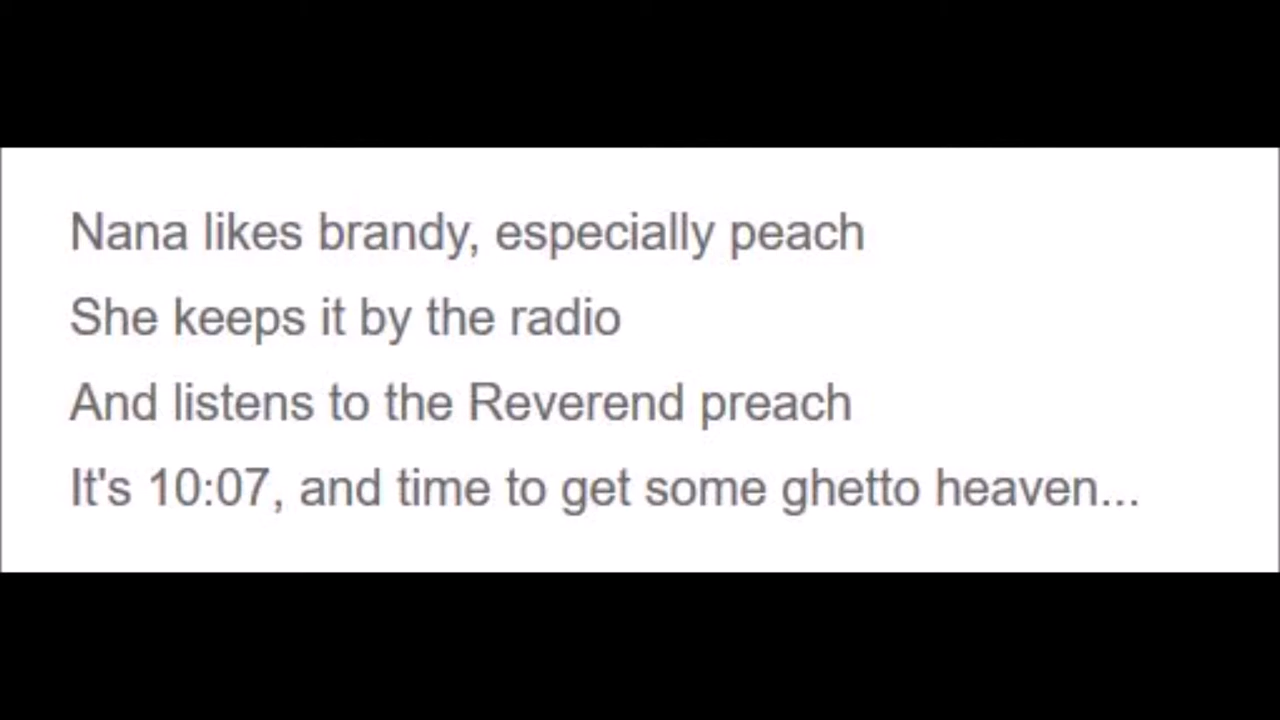 Nana likes brandy, especially peach
She keeps it by the radio
And listens to the Reverend preach
It's 10:07, and time to get some ghetto heaven...